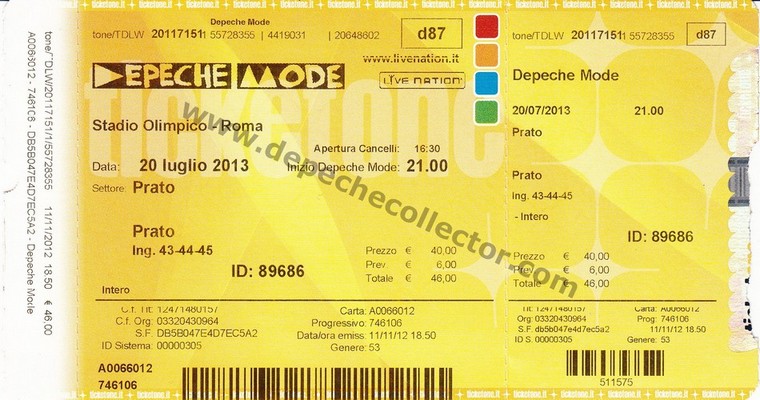 ticketone.it
Depeche Mode
tone/TDLW 201171511 55728355 | 4419031 | 20648602
d87
www.livenation.it
DEPECHE MODE
LIVE NATION
Stadio Olimpico - Roma
Apertura Cancelli: 16:30
Data: 20 luglio 2013
Inizio Depeche Mode: 21.00
Settore: Prato
Prato
Ing. 43-44-45
ID: 89686
Prezzo € 40,00
Prev. € 6,00
Totale € 46,00
Intero
C.f. Tit: 12471480157
C.f. Org: 03320430964
S.F. DB5B047E4D7EC5A2
ID Sistema: 00000305
Carta: A0066012
Progressivo: 746106
Data/ora emiss.: 11/11/12 18.50
Genere: 53
A0066012
746106
tone/TDLW 201171511 55728355
d87
Depeche Mode
20/07/2013 21.00
Prato
Prato
Ing. 43-44-45
- Intero
ID: 89686
Prezzo € 40,00
Prev. € 6,00
Totale € 46,00
Tit. 12471480157
C.f. Org: 03320430964
S.F. db5b047e4d7ec5a2
ID S. 00000305
Carta: A0066012
Prog: 746106
11/11/12 18.50
Genere: 53
511575
tone/TDLW/20117151/1/55728355 11/11/2012 18.50 € 46,00
A0066012 - 746106 - DB5B047E4D7EC5A2 - Depeche Mode
ticketone
www.depechecollector.com